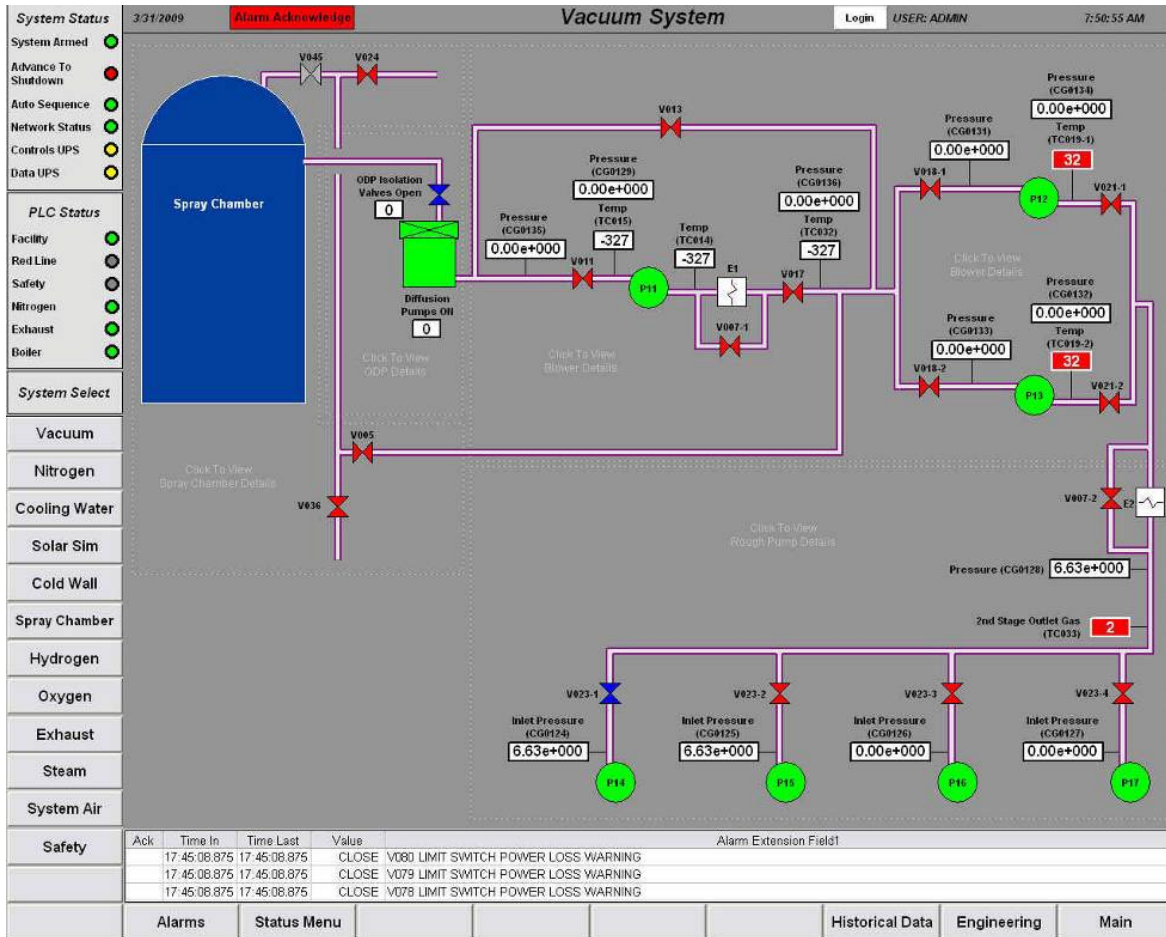 System Status
3/31/2009
Alarm Acknowledge
Vacuum System
Login
USER: ADMIN
7:50:55 AM
System Armed
Advance To
Shutdown
Auto Sequence
Network Status
Controls UPS
Data UPS
PLC Status
Facility
Red Line
Safety
Nitrogen
Exhaust
Boiler
System Select
Vacuum
Nitrogen
Cooling Water
Solar Sim
Cold Wall
Spray Chamber
Hydrogen
Oxygen
Exhaust
Steam
System Air
Safety
V045
V024
Spray Chamber
ODP Isolation
Valves Open
0
Diffusion
Pumps ON
0
Click To View
ODP Details
Click To View
Spray Chamber Details
V005
V036
V013
Pressure
(CG0135)
0.00e+000
V011
Pressure
(CG0129)
0.00e+000
Temp
(TC015)
-327
P11
Temp
(TC014)
-327
E1
V007-1
V017
Pressure
(CG0136)
0.00e+000
Temp
(TC032)
-327
Click To View
Blower Details
Pressure
(CG0131)
0.00e+000
V018-1
P12
Pressure
(CG0134)
0.00e+000
Temp
(TC019-1)
32
V021-1
Click To View
Blower Details
Pressure
(CG0133)
0.00e+000
V018-2
P13
Pressure
(CG0132)
0.00e+000
Temp
(TC019-2)
32
V021-2
V007-2
E2
Click To View
Rough Pump Details
Pressure (CG0128)
6.63e+000
2nd Stage Outlet Gas
(TC033)
2
V023-1
V023-2
V023-3
V023-4
Inlet Pressure
(CG0124)
6.63e+000
P14
Inlet Pressure
(CG0125)
6.63e+000
P15
Inlet Pressure
(CG0126)
0.00e+000
P16
Inlet Pressure
(CG0127)
0.00e+000
P17
Ack Time In Time Last Value Alarm Extension Field1
17:45:08.875 17:45:08.875 CLOSE V080 LIMIT SWITCH POWER LOSS WARNING
17:45:08.875 17:45:08.875 CLOSE V079 LIMIT SWITCH POWER LOSS WARNING
17:45:08.875 17:45:08.875 CLOSE V078 LIMIT SWITCH POWER LOSS WARNING
Alarms
Status Menu
Historical Data
Engineering
Main